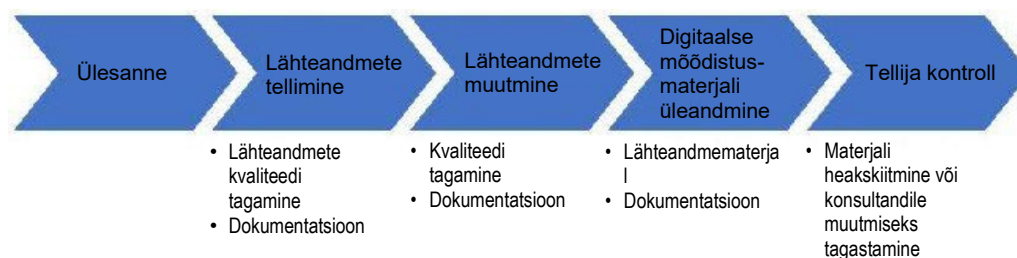 Ülesanne
Lähteandmete
tellimine
Lähteandmete
muutmine
Digitaalse
mõõdistus-
materjali
üleandmine
Tellija kontroll
• Lähteandmete
kvaliteedi
tagamine
• Dokumentatsioon
• Kvaliteedi
tagamine
• Dokumentatsioon
• Lähteandmematerja
l
• Dokumentatsioon
• Materjali
heakskiitmine või
konsultandile
muutmiseks
tagastamine